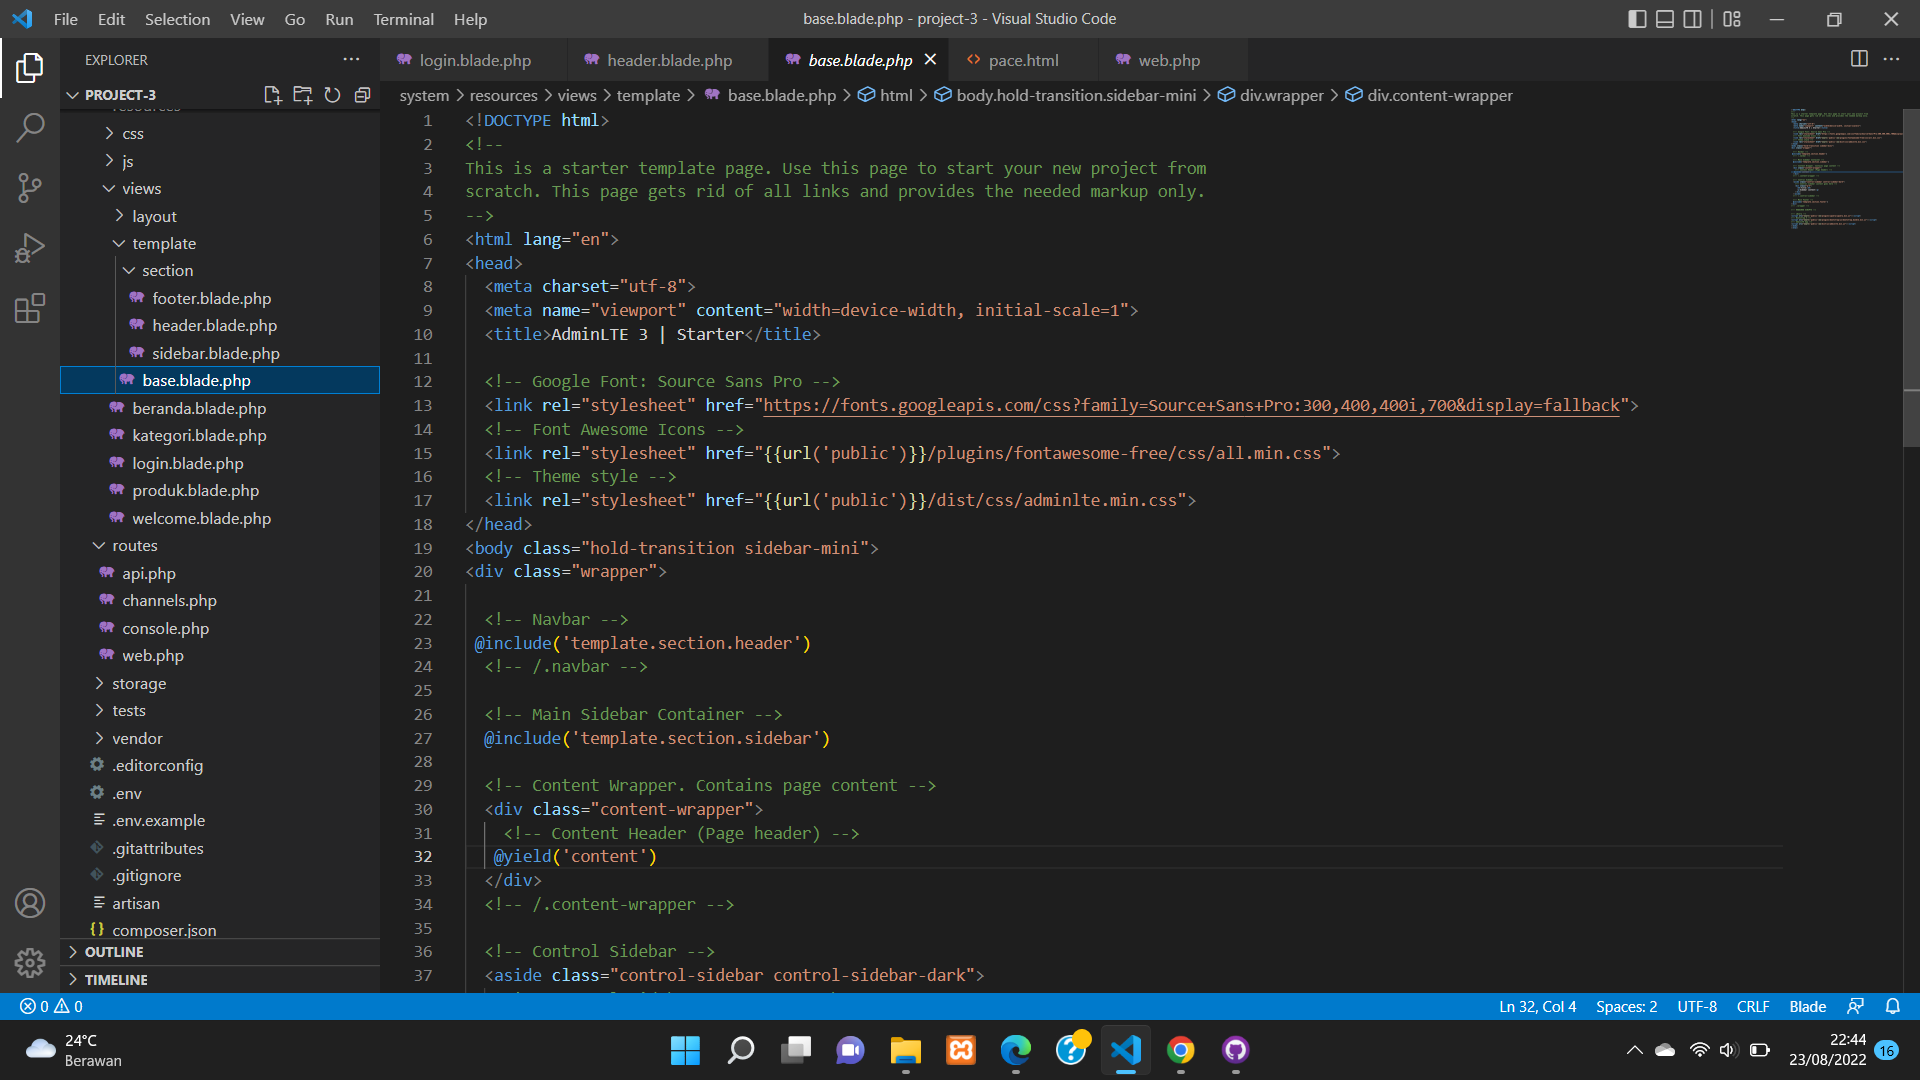 File Edit Selection View Go Run Terminal Help
base.blade.php - project-3 - Visual Studio Code
EXPLORER
PROJECT-3
resources
css
js
views
layout
template
section
footer.blade.php
header.blade.php
sidebar.blade.php
base.blade.php
beranda.blade.php
kategori.blade.php
login.blade.php
produk.blade.php
welcome.blade.php
routes
api.php
channels.php
console.php
web.php
storage
tests
vendor
.editorconfig
.env
.env.example
.gitattributes
.gitignore
artisan
composer.json
OUTLINE
TIMELINE
login.blade.php header.blade.php base.blade.php pace.html web.php
system > resources > views > template > base.blade.php > html > body.hold-transition.sidebar-mini > div.wrapper > div.content-wrapper
1 <!DOCTYPE html>
2 <!--
3 This is a starter template page. Use this page to start your new project from
4 scratch. This page gets rid of all links and provides the needed markup only.
5 -->
6 <html lang="en">
7 <head>
8 <meta charset="utf-8">
9 <meta name="viewport" content="width=device-width, initial-scale=1">
10 <title>AdminLTE 3 | Starter</title>
11
12 <!-- Google Font: Source Sans Pro -->
13 <link rel="stylesheet" href="https://fonts.googleapis.com/css?family=Source+Sans+Pro:300,400,400i,700&display=fallback">
14 <!-- Font Awesome Icons -->
15 <link rel="stylesheet" href="{{url('public')}}/plugins/fontawesome-free/css/all.min.css">
16 <!-- Theme style -->
17 <link rel="stylesheet" href="{{url('public')}}/dist/css/adminlte.min.css">
18 </head>
19 <body class="hold-transition sidebar-mini">
20 <div class="wrapper">
21
22 <!-- Navbar -->
23 @include('template.section.header')
24 <!-- /.navbar -->
25
26 <!-- Main Sidebar Container -->
27 @include('template.section.sidebar')
28
29 <!-- Content Wrapper. Contains page content -->
30 <div class="content-wrapper">
31 <!-- Content Header (Page header) -->
32 @yield('content')
33 </div>
34 <!-- /.content-wrapper -->
35
36 <!-- Control Sidebar -->
37 <aside class="control-sidebar control-sidebar-dark">
0 0
Ln 32, Col 4 Spaces: 2 UTF-8 CRLF Blade
24°C
Berawan
22:44
23/08/2022
16